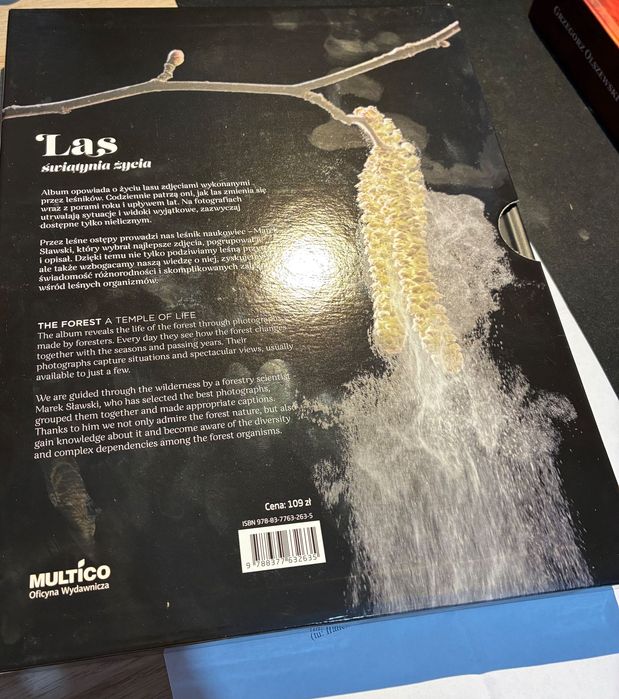 GRZEGORZ OLSZEWSKI
Las
świątynia życia
Album opowiada o życiu lasu zdjęciami wykonanymi
przez leśników. Codziennie patrzą oni, jak las zmienia się
wraz z porami roku i upływem lat. Na fotografiach
utrwalają sytuacje i widoki wyjątkowe, zazwyczaj
dostępne tylko nielicznym.
Przez leśne ostępy prowadzi nas leśnik naukowiec – Marek
Sławski, który wybrał najlepsze zdjęcia, pogrupował
i opisał. Dzięki temu nie tylko podziwiamy leśną
ale także wzbogacamy naszą wiedzę o niej, zyskujemy
świadomość różnorodności i skomplikowanych
wśród leśnych organizmów.
THE FOREST A TEMPLE OF LIFE
The album reveals the life of the forest through photographs
made by foresters. Every day they see how the forest changes
together with the seasons and passing years. Their
photographs capture situations and spectacular views, usually
available to just a few.
We are guided through the wilderness by a forestry scientist
Marek Sławski, who has selected the best photographs,
grouped them together and made appropriate captions.
Thanks to him we not only admire the forest nature, but also
gain knowledge about it and become aware of the diversity
and complex dependencies among the forest organisms.
Cena: 109 zł
ISBN 978-83-7763-263-5
9 788377 632635
MULTICO
Oficyna Wydawnicza